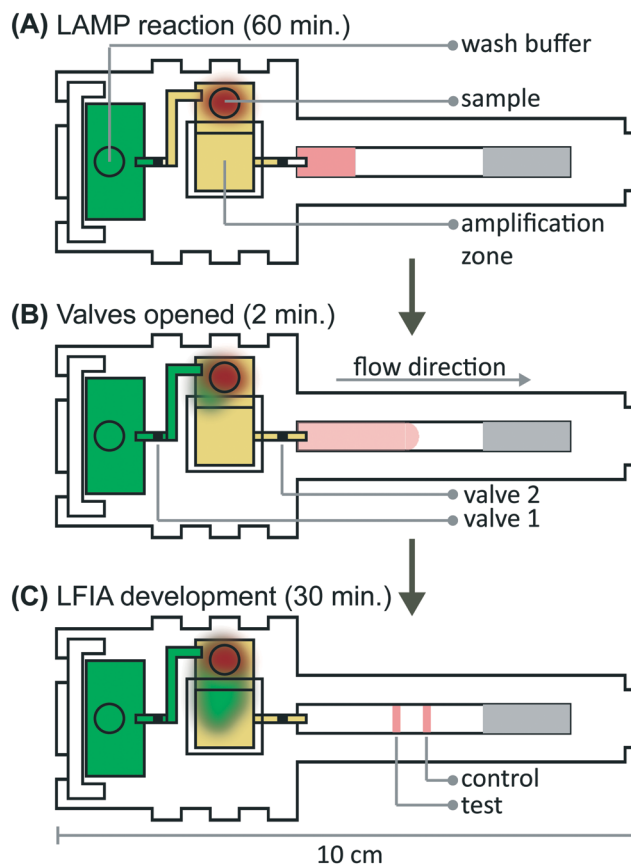 (A) LAMP reaction (60 min.)
wash buffer
sample
amplification
zone
(B) Valves opened (2 min.)
flow direction
valve 2
valve 1
(C) LFIA development (30 min.)
control
test
10 cm